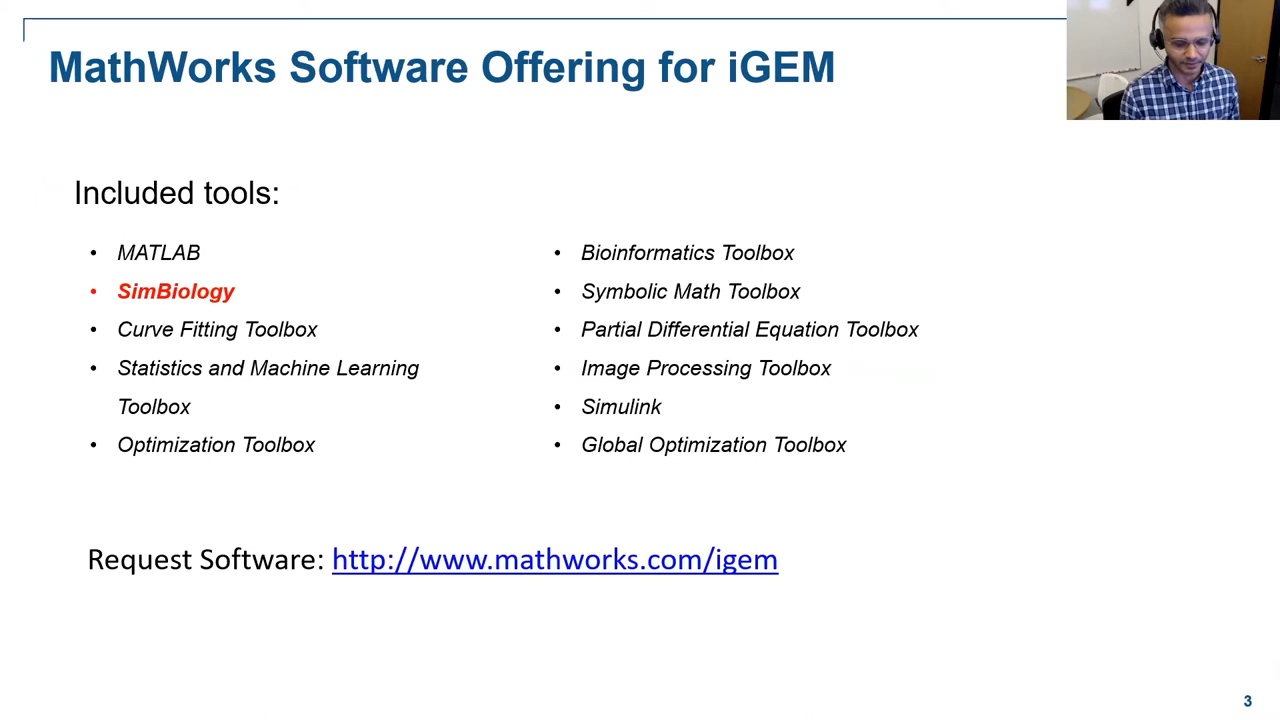 MathWorks Software Offering for iGEM
Included tools:
• MATLAB
• SimBiology
• Curve Fitting Toolbox
• Statistics and Machine Learning
Toolbox
• Optimization Toolbox
• Bioinformatics Toolbox
• Symbolic Math Toolbox
• Partial Differential Equation Toolbox
• Image Processing Toolbox
• Simulink
• Global Optimization Toolbox
Request Software: http://www.mathworks.com/igem
3